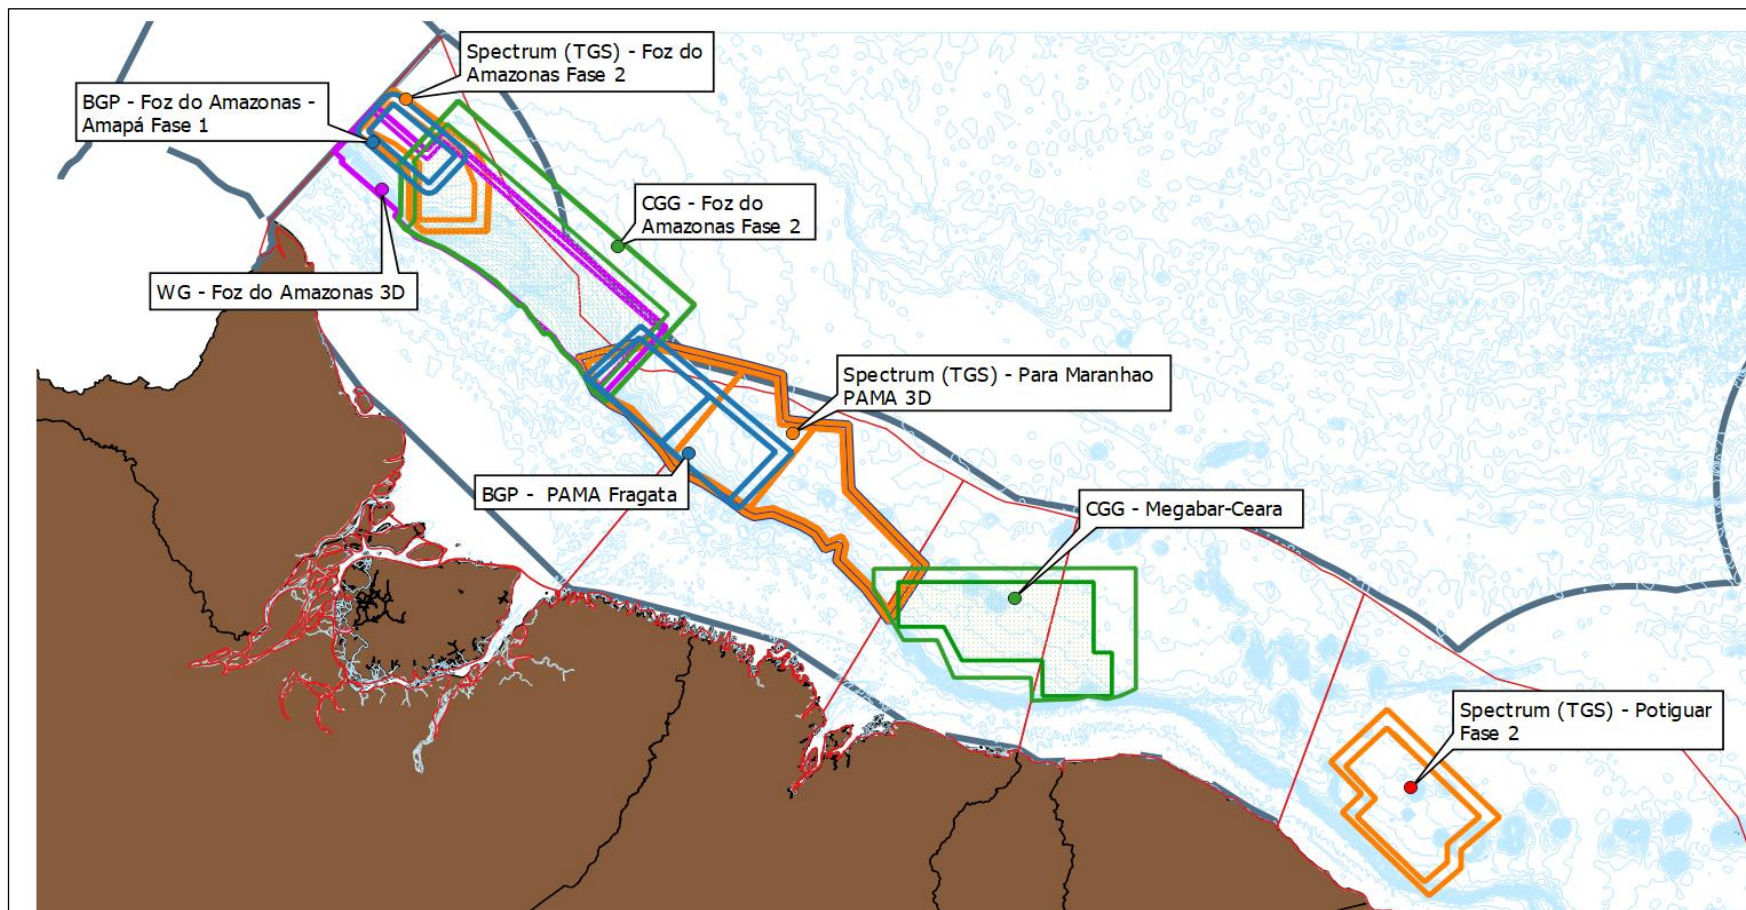 Spectrum (TGS) - Foz do
Amazonas Fase 2
BGP - Foz do Amazonas -
Amapá Fase 1
CGG - Foz do
Amazonas Fase 2
WG - Foz do Amazonas 3D
Spectrum (TGS) - Para Maranhao
PAMA 3D
BGP -  PAMA Fragata
CGG - Megabar-Ceara
Spectrum (TGS) - Potiguar
Fase 2